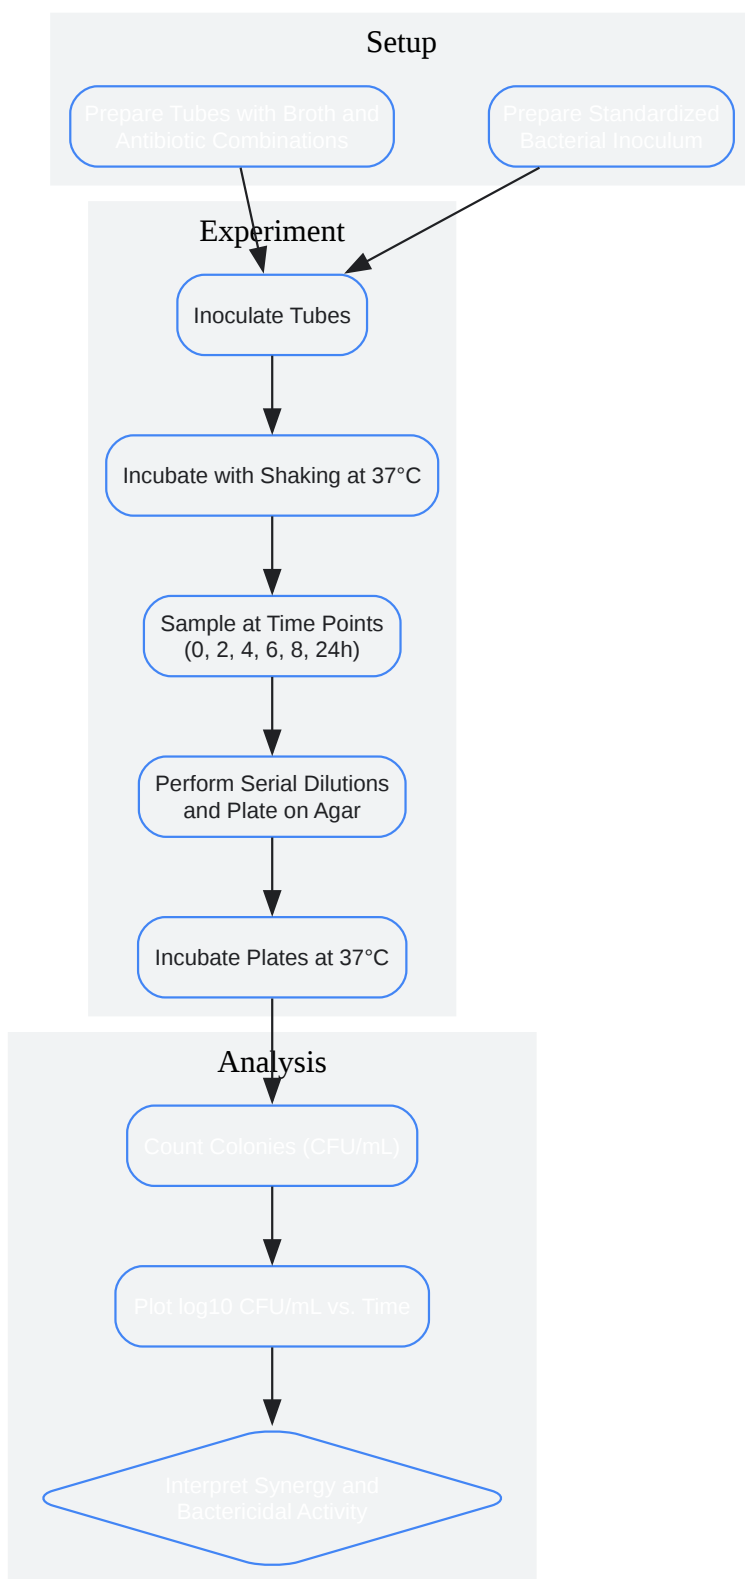 Setup
Prepare Tubes with Broth and
Antibiotic Combinations
Prepare Standardized
Bacterial Inoculum
Experiment
Inoculate Tubes
Incubate with Shaking at 37°C
Sample at Time Points
(0, 2, 4, 6, 8, 24h)
Perform Serial Dilutions
and Plate on Agar
Incubate Plates at 37°C
Analysis
Count Colonies (CFU/mL)
Plot log10 CFU/mL vs. Time
Interpret Synergy and
Bactericidal Activity